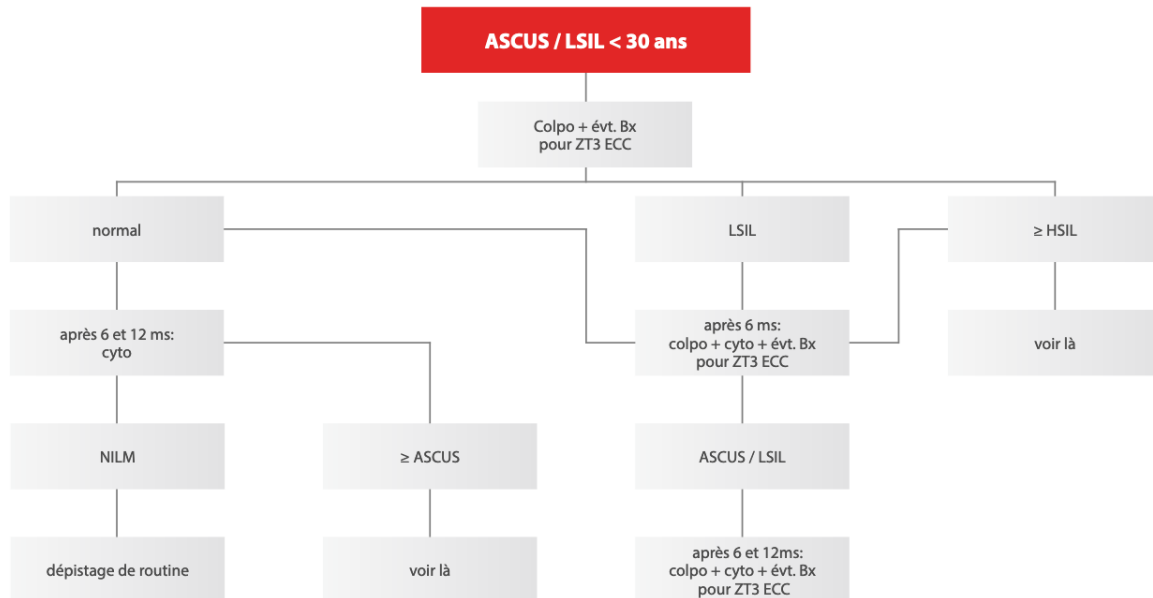 ASCUS / LSIL < 30 ans
Colpo + évt. Bx
pour ZT3 ECC
normal
LSIL
≥ HSIL
après 6 et 12 ms:
cyto
après 6 ms:
colpo + cyto + évt. Bx
pour ZT3 ECC
voir là
NILM
≥ ASCUS
ASCUS / LSIL
dépistage de routine
voir là
après 6 et 12ms:
colpo + cyto + évt. Bx
pour ZT3 ECC